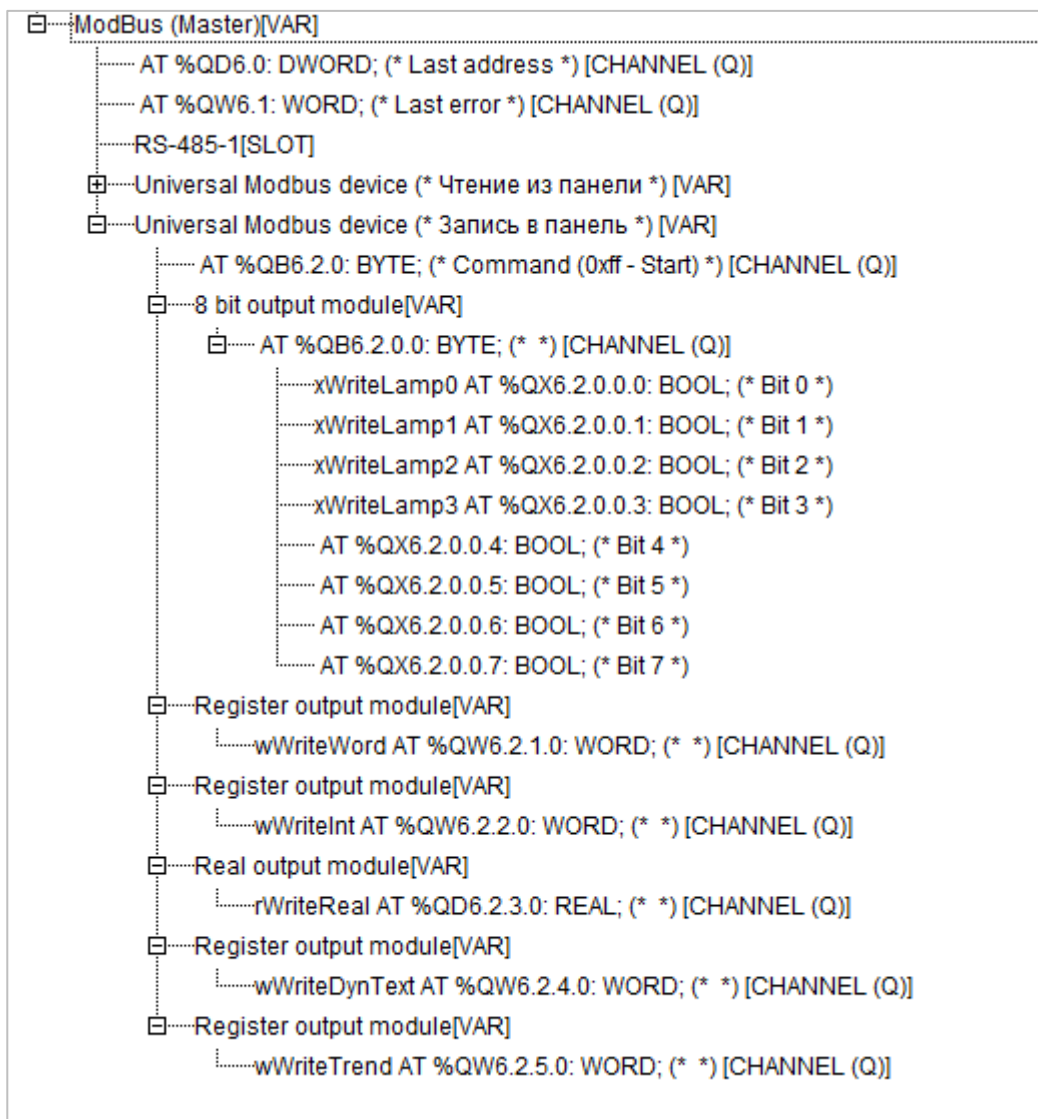 ModBus (Master)[VAR]
AT %QD6.0: DWORD; (* Last address *) [CHANNEL (Q)]
AT %QW6.1: WORD; (* Last error *) [CHANNEL (Q)]
RS-485-1[SLOT]
Universal Modbus device (* Чтение из панели *) [VAR]
Universal Modbus device (* Запись в панель *) [VAR]
AT %QB6.2.0: BYTE; (* Command (0xff - Start) *) [CHANNEL (Q)]
8 bit output module[VAR]
AT %QB6.2.0.0: BYTE; (* *) [CHANNEL (Q)]
xWriteLamp0 AT %QX6.2.0.0.0: BOOL; (* Bit 0 *)
xWriteLamp1 AT %QX6.2.0.0.1: BOOL; (* Bit 1 *)
xWriteLamp2 AT %QX6.2.0.0.2: BOOL; (* Bit 2 *)
xWriteLamp3 AT %QX6.2.0.0.3: BOOL; (* Bit 3 *)
AT %QX6.2.0.0.4: BOOL; (* Bit 4 *)
AT %QX6.2.0.0.5: BOOL; (* Bit 5 *)
AT %QX6.2.0.0.6: BOOL; (* Bit 6 *)
AT %QX6.2.0.0.7: BOOL; (* Bit 7 *)
Register output module[VAR]
wWriteWord AT %QW6.2.1.0: WORD; (* *) [CHANNEL (Q)]
Register output module[VAR]
wWriteInt AT %QW6.2.2.0: WORD; (* *) [CHANNEL (Q)]
Real output module[VAR]
rWriteReal AT %QD6.2.3.0: REAL; (* *) [CHANNEL (Q)]
Register output module[VAR]
wWriteDynText AT %QW6.2.4.0: WORD; (* *) [CHANNEL (Q)]
Register output module[VAR]
wWriteTrend AT %QW6.2.5.0: WORD; (* *) [CHANNEL (Q)]